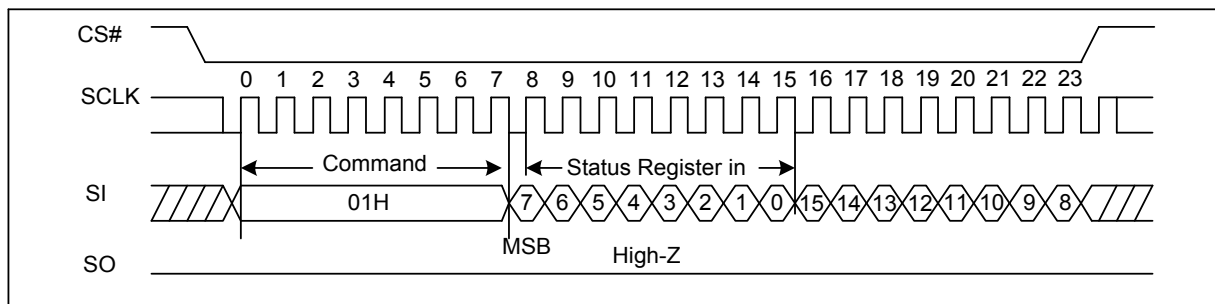 CS#
0 1 2 3 4 5 6 7 8 9 10 11 12 13 14 15 16 17 18 19 20 21 22 23
SCLK
Command Status Register in
SI 01H 7 6 5 4 3 2 1 0 15 14 13 12 11 10 9 8
MSB High-Z
SO